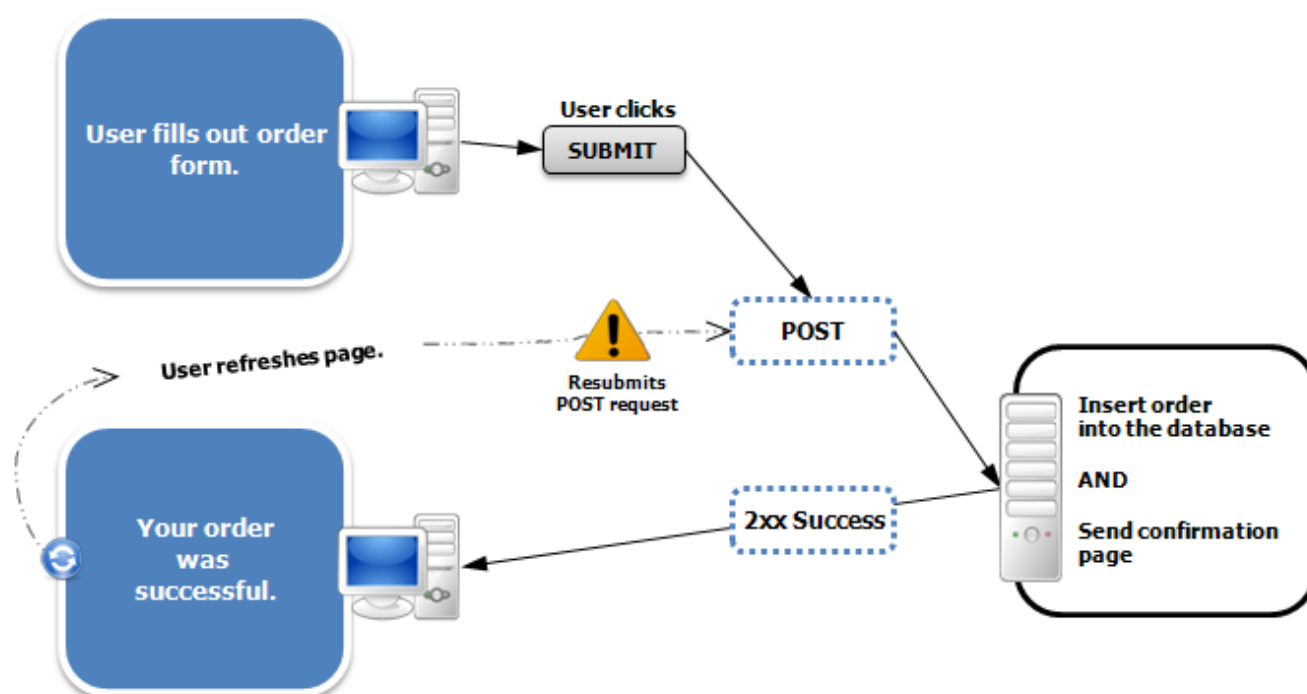 User fills out order
form.
User clicks
SUBMIT
POST
User refreshes page.
Resubmits
POST request
Insert order
into the database
AND
Send confirmation
page
2xx Success
Your order
was
successful.